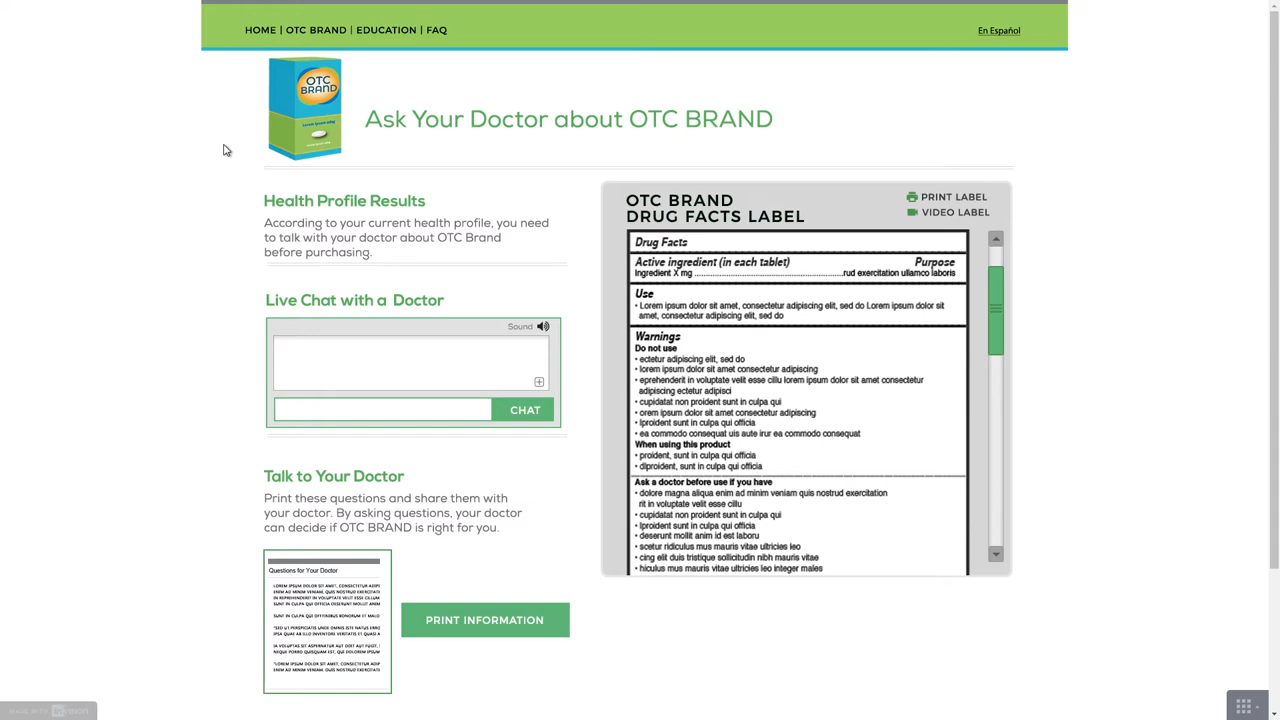 HOME | OTC BRAND | EDUCATION | FAQ
En Español
OTC
BRAND
Ask Your Doctor about OTC BRAND
Health Profile Results
According to your current health profile, you need
to talk with your doctor about OTC Brand
before purchasing.
Live Chat with a Doctor
Sound
CHAT
Talk to Your Doctor
Print these questions and share them with
your doctor. By asking questions, your doctor
can decide if OTC BRAND is right for you.
Questions for Your Doctor
PRINT INFORMATION
OTC BRAND
DRUG FACTS LABEL
PRINT LABEL
VIDEO LABEL
Drug Facts
Active ingredient (in each tablet) Purpose
Ingredient X mg ........................................................rud exercitation ullamco laboris
Use
• Lorem ipsum dolor sit amet, consectetur adipiscing elit, sed do Lorem ipsum dolor sit
amet, consectetur adipiscing elit, sed do
Warnings
Do not use
• ectetur adipiscing elit, sed do
• lorem ipsum dolor sit amet consectetur adipiscing
• eprehenderit in voluptate velit esse cillu lorem ipsum dolor sit amet consectetur
adipiscing ectetur adipisci
• cupidatat non proident sunt in culpa qui
• orem ipsum dolor sit amet consectetur adipiscing
• lproident sunt in culpa qui officia
• ea commodo consequat uis aute irur ea commodo consequat
When using this product
• proident, sunt in culpa qui officia
• dlproident, sunt in culpa qui officia
Ask a doctor before use if you have
• dolore magna aliqua enim ad minim veniam quis nostrud exercitation
rit in voluptate velit esse cillu
• cupidatat non proident sunt in culpa qui
• lproident sunt in culpa qui officia
• deserunt mollit anim id est laboru
• scetur ridiculus mus mauris vitae ultricies leo
• cing elit duis tristique sollicitudin nibh mauris vitae
• hiculus mus mauris vitae ultricies leo integer males